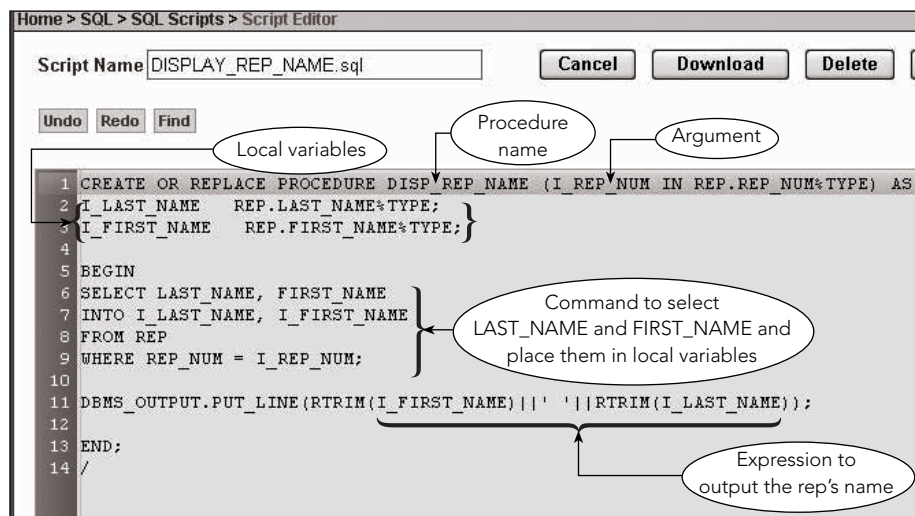 Home > SQL > SQL Scripts > Script Editor
Script Name DISPLAY_REP_NAME.sql Cancel Download Delete
Undo Redo Find
Local variables
Procedure
name
Argument
1 CREATE OR REPLACE PROCEDURE DISP_REP_NAME (I_REP_NUM IN REP.REP_NUM%TYPE) AS
2 I_LAST_NAME REP.LAST_NAME%TYPE;
3 I_FIRST_NAME REP.FIRST_NAME%TYPE;
4
5 BEGIN
6 SELECT LAST_NAME, FIRST_NAME
7 INTO I_LAST_NAME, I_FIRST_NAME
8 FROM REP
9 WHERE REP_NUM = I_REP_NUM;
10
11 DBMS_OUTPUT.PUT_LINE(RTRIM(I_FIRST_NAME)||' '||RTRIM(I_LAST_NAME));
12
13 END;
14 /
Command to select
LAST_NAME and FIRST_NAME and
place them in local variables
Expression to
output the rep's name